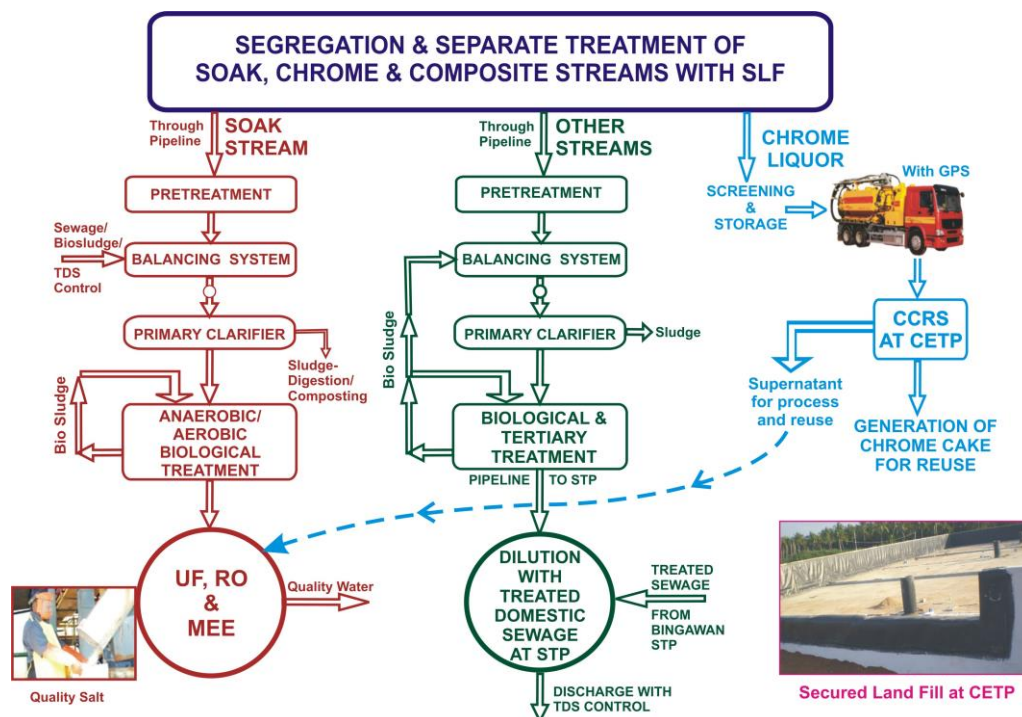 SEGREGATION & SEPARATE TREATMENT OF
SOAK, CHROME & COMPOSITE STREAMS WITH SLF
Through
Pipeline
SOAK
STREAM
PRETREATMENT
Sewage/
Biosludge/
TDS
Control
BALANCING SYSTEM
PRIMARY CLARIFIER
Sludge-
Digestion/
Composting
Bio Sludge
ANAEROBIC/
AEROBIC
BIOLOGICAL
TREATMENT
UF, RO
&
MEE
Quality Water
Quality Salt
Through
Pipeline
OTHER
STREAMS
PRETREATMENT
BALANCING SYSTEM
PRIMARY CLARIFIER
Sludge
Bio Sludge
BIOLOGICAL &
TERTIARY
TREATMENT
PIPELINE TO STP
DILUTION
WITH
TREATED
DOMESTIC
SEWAGE
AT STP
TREATED
SEWAGE
FROM
BINGAWAN
STP
DISCHARGE WITH
TDS CONTROL
CHROME
LIQUOR
SCREENING
&
STORAGE
With GPS
CCRS
AT CETP
Supernatant
for process
and reuse
GENERATION OF
CHROME CAKE
FOR REUSE
Secured Land Fill at CETP